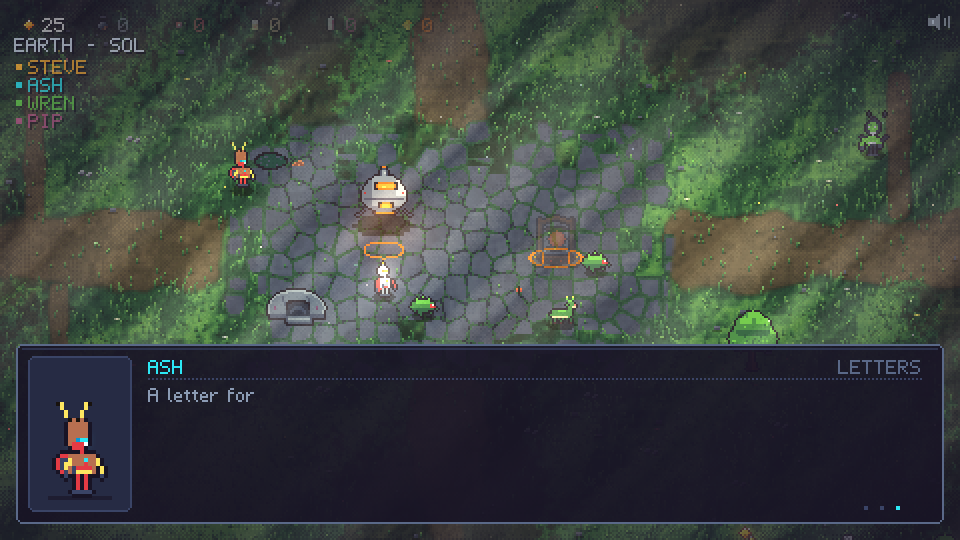 25 0 0 0 0 0
EARTH - SOL
STEVE
ASH
WREN
PIP
ASH LETTERS
A letter for